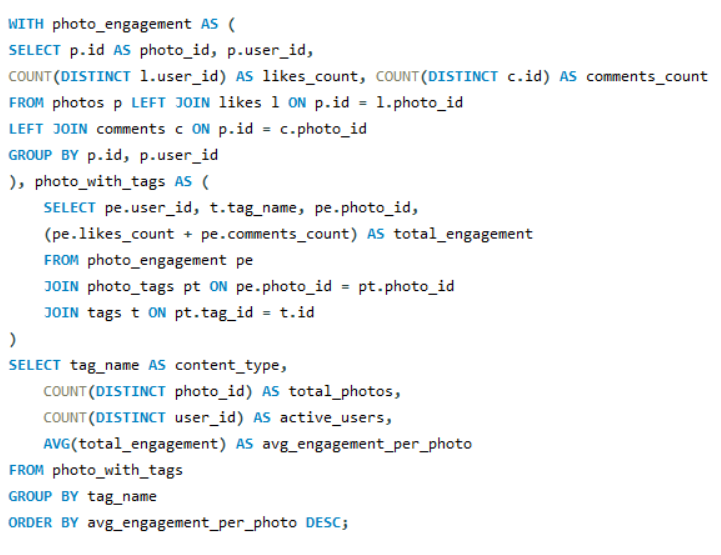 WITH photo_engagement AS (
SELECT p.id AS photo_id, p.user_id,
COUNT(DISTINCT l.user_id) AS likes_count, COUNT(DISTINCT c.id) AS comments_count
FROM photos p LEFT JOIN likes l ON p.id = l.photo_id
LEFT JOIN comments c ON p.id = c.photo_id
GROUP BY p.id, p.user_id
), photo_with_tags AS (
    SELECT pe.user_id, t.tag_name, pe.photo_id,
    (pe.likes_count + pe.comments_count) AS total_engagement
    FROM photo_engagement pe
    JOIN photo_tags pt ON pe.photo_id = pt.photo_id
    JOIN tags t ON pt.tag_id = t.id
)
SELECT tag_name AS content_type,
    COUNT(DISTINCT photo_id) AS total_photos,
    COUNT(DISTINCT user_id) AS active_users,
    AVG(total_engagement) AS avg_engagement_per_photo
FROM photo_with_tags
GROUP BY tag_name
ORDER BY avg_engagement_per_photo DESC;